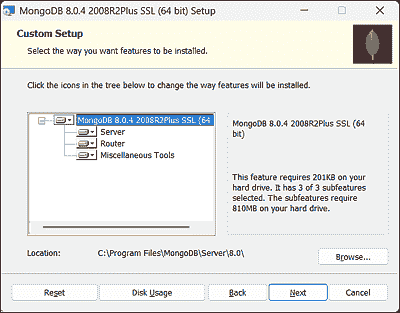 MongoDB 8.0.4 2008R2Plus SSL (64 bit) Setup
Custom Setup
Select the way you want features to be installed.
Click the icons in the tree below to change the way features will be installed.
MongoDB 8.0.4 2008R2Plus SSL (64
Server
Router
Miscellaneous Tools
MongoDB 8.0.4 2008R2Plus SSL (64
bit)
This feature requires 201KB on your
hard drive. It has 3 of 3 subfeatures
selected. The subfeatures require
810MB on your hard drive.
Location: C:\Program Files\MongoDB\Server\8.0\
Browse...
Reset Disk Usage Back Next Cancel